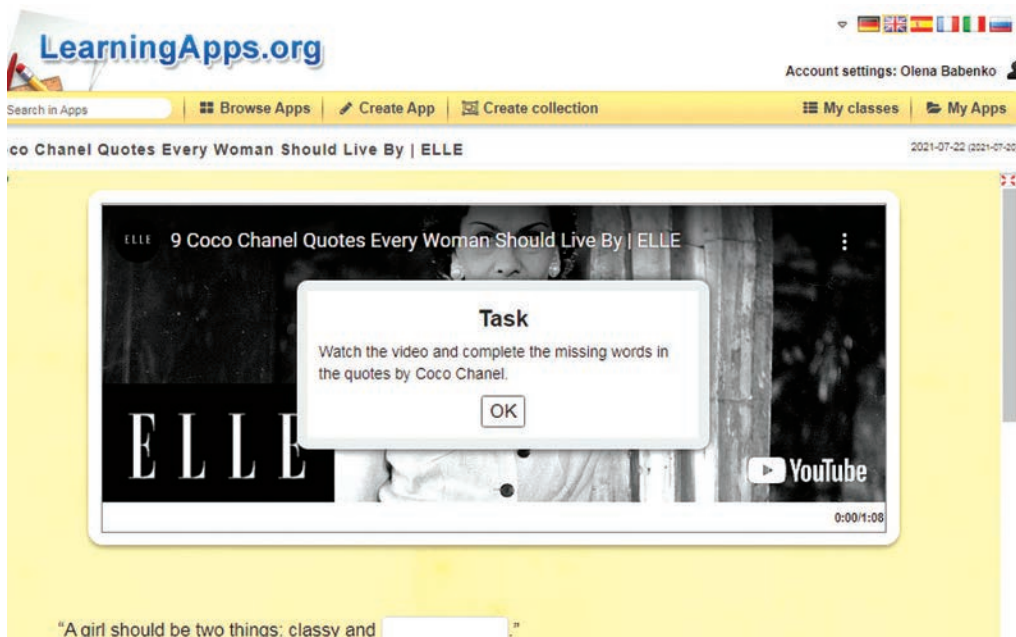 LearningApps.org
Account settings: Olena Babenko
Search in Apps
Browse Apps
Create App
Create collection
My classes
My Apps
co Chanel Quotes Every Woman Should Live By | ELLE
2021-07-22 (2021-07-20
ELLE
9 Coco Chanel Quotes Every Woman Should Live By | ELLE
Task
Watch the video and complete the missing words in
the quotes by Coco Chanel.
OK
ELLE
YouTube
0:00/1:08
“A girl should be two things: classy and .”